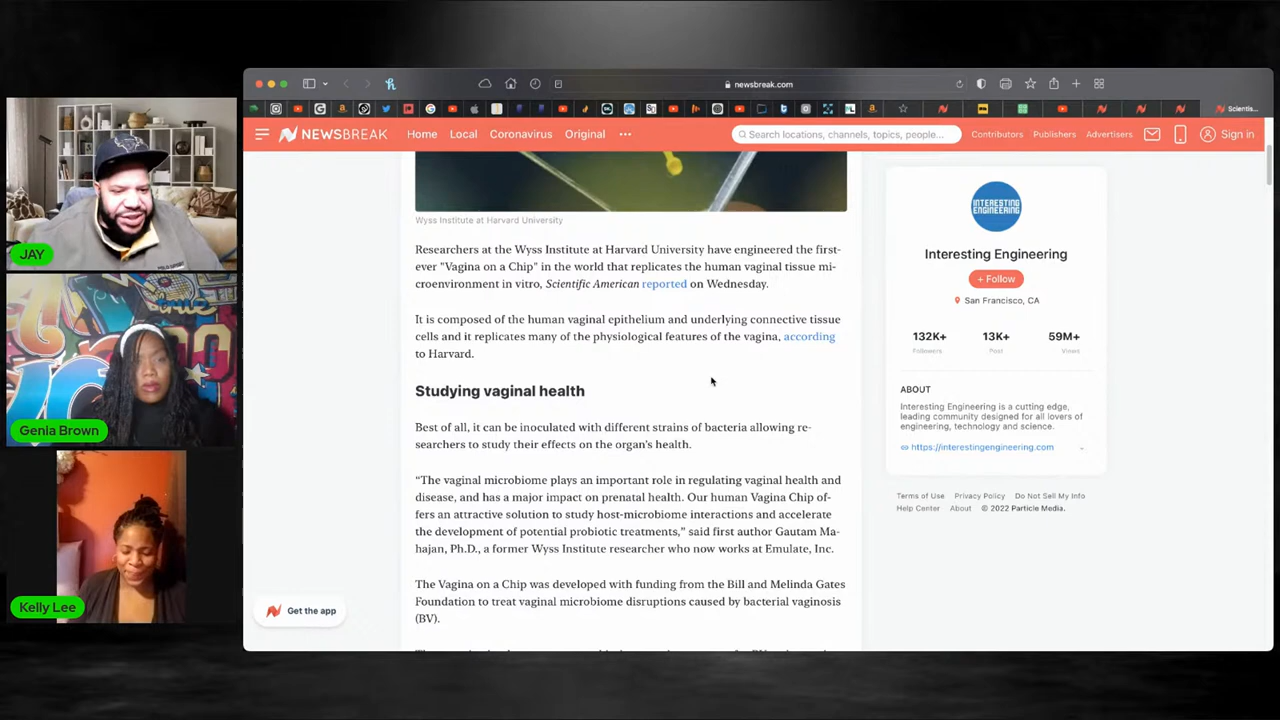 newsbreak.com
Scientis...
NEWSBREAK
Home
Local
Coronavirus
Original
Search locations, channels, topics, people...
Contributors
Publishers
Advertisers
Sign in
Wyss Institute at Harvard University
Researchers at the Wyss Institute at Harvard University have engineered the first-
ever "Vagina on a Chip" in the world that replicates the human vaginal tissue mi-
croenvironment in vitro, Scientific American reported on Wednesday.
It is composed of the human vaginal epithelium and underlying connective tissue
cells and it replicates many of the physiological features of the vagina, according
to Harvard.
Studying vaginal health
Best of all, it can be inoculated with different strains of bacteria allowing re-
searchers to study their effects on the organ's health.
“The vaginal microbiome plays an important role in regulating vaginal health and
disease, and has a major impact on prenatal health. Our human Vagina Chip of-
fers an attractive solution to study host-microbiome interactions and accelerate
the development of potential probiotic treatments,” said first author Gautam Ma-
hajan, Ph.D., a former Wyss Institute researcher who now works at Emulate, Inc.
The Vagina on a Chip was developed with funding from the Bill and Melinda Gates
Foundation to treat vaginal microbiome disruptions caused by bacterial vaginosis
(BV).
Get the app
INTERESTING
ENGINEERING
Interesting Engineering
+ Follow
San Francisco, CA
132K+
13K+
59M+
Followers
Post
Views
ABOUT
Interesting Engineering is a cutting edge,
leading community designed for all lovers of
engineering, technology and science.
https://interestingengineering.com
Terms of Use
Privacy Policy
Do Not Sell My Info
Help Center
About
© 2022 Particle Media.
JAY
Genia Brown
Kelly Lee